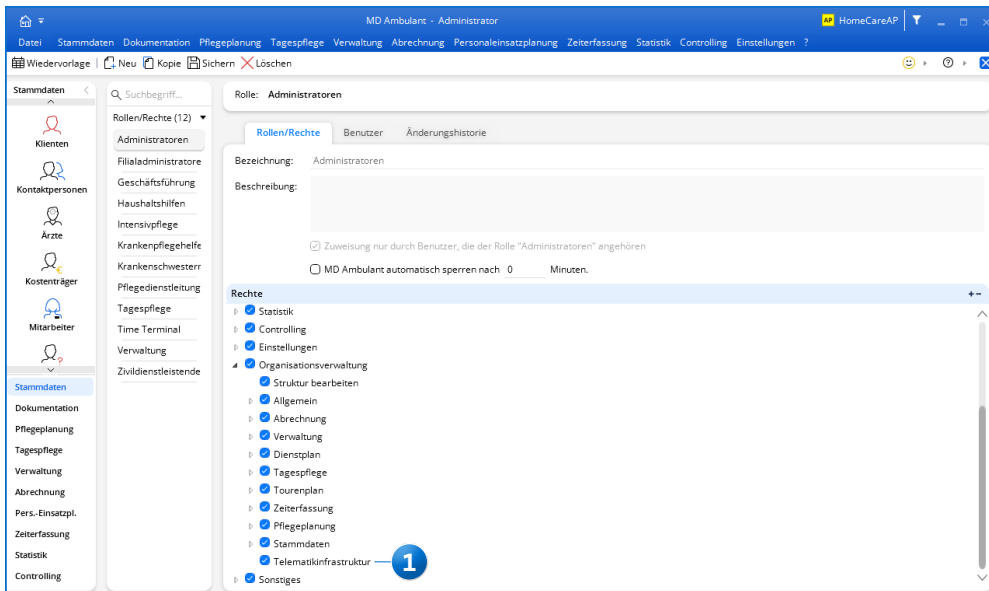 MD Ambulant - Administrator
AP HomeCareAP
Datei Stammdaten Dokumentation Pflegeplanung Tagespflege Verwaltung Abrechnung Personaleinsatzplanung Zeiterfassung Statistik Controlling Einstellungen ?
Wiedervorlage Neu Kopie Sichern Löschen
Stammdaten
Klienten
Kontaktpersonen
Ärzte
Kostenträger
Mitarbeiter
Stammdaten
Dokumentation
Pflegeplanung
Tagespflege
Verwaltung
Abrechnung
Pers.-Einsatzpl.
Zeiterfassung
Statistik
Controlling
Suchbegriff...
Rollen/Rechte (12)
Administratoren
Filialadministratore
Geschäftsführung
Haushaltshilfen
Intensivpflege
Krankenpflegehelfe
Krankenschwesterr
Pflegedienstleitung
Tagespflege
Time Terminal
Verwaltung
Zivildienstleistende
Rolle: Administratoren
Rollen/Rechte Benutzer Änderungshistorie
Bezeichnung: Administratoren
Beschreibung:
Zuweisung nur durch Benutzer, die der Rolle "Administratoren" angehören
MD Ambulant automatisch sperren nach 0 Minuten.
Rechte
Statistik
Controlling
Einstellungen
Organisationsverwaltung
Struktur bearbeiten
Allgemein
Abrechnung
Verwaltung
Dienstplan
Tagespflege
Tourenplan
Zeiterfassung
Pflegeplanung
Stammdaten
Telematikinfrastruktur 1
Sonstiges